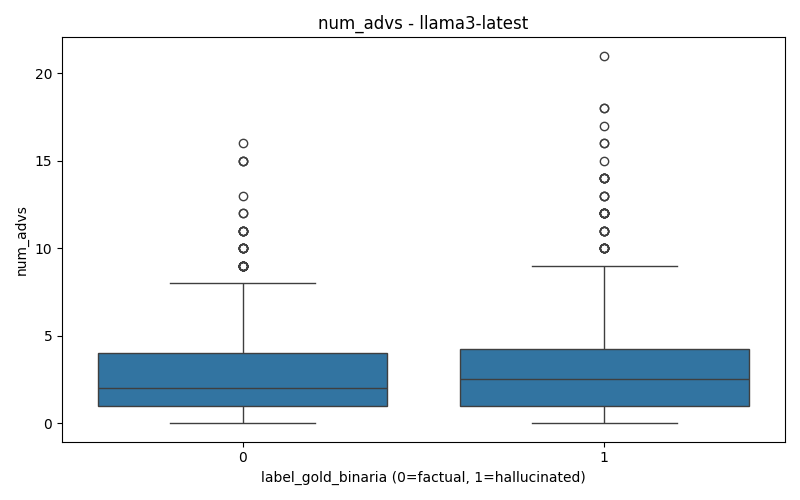 num_advs - llama3-latest
num_advs
20
15
10
5
0
0
1
label_gold_binaria (0=factual, 1=hallucinated)